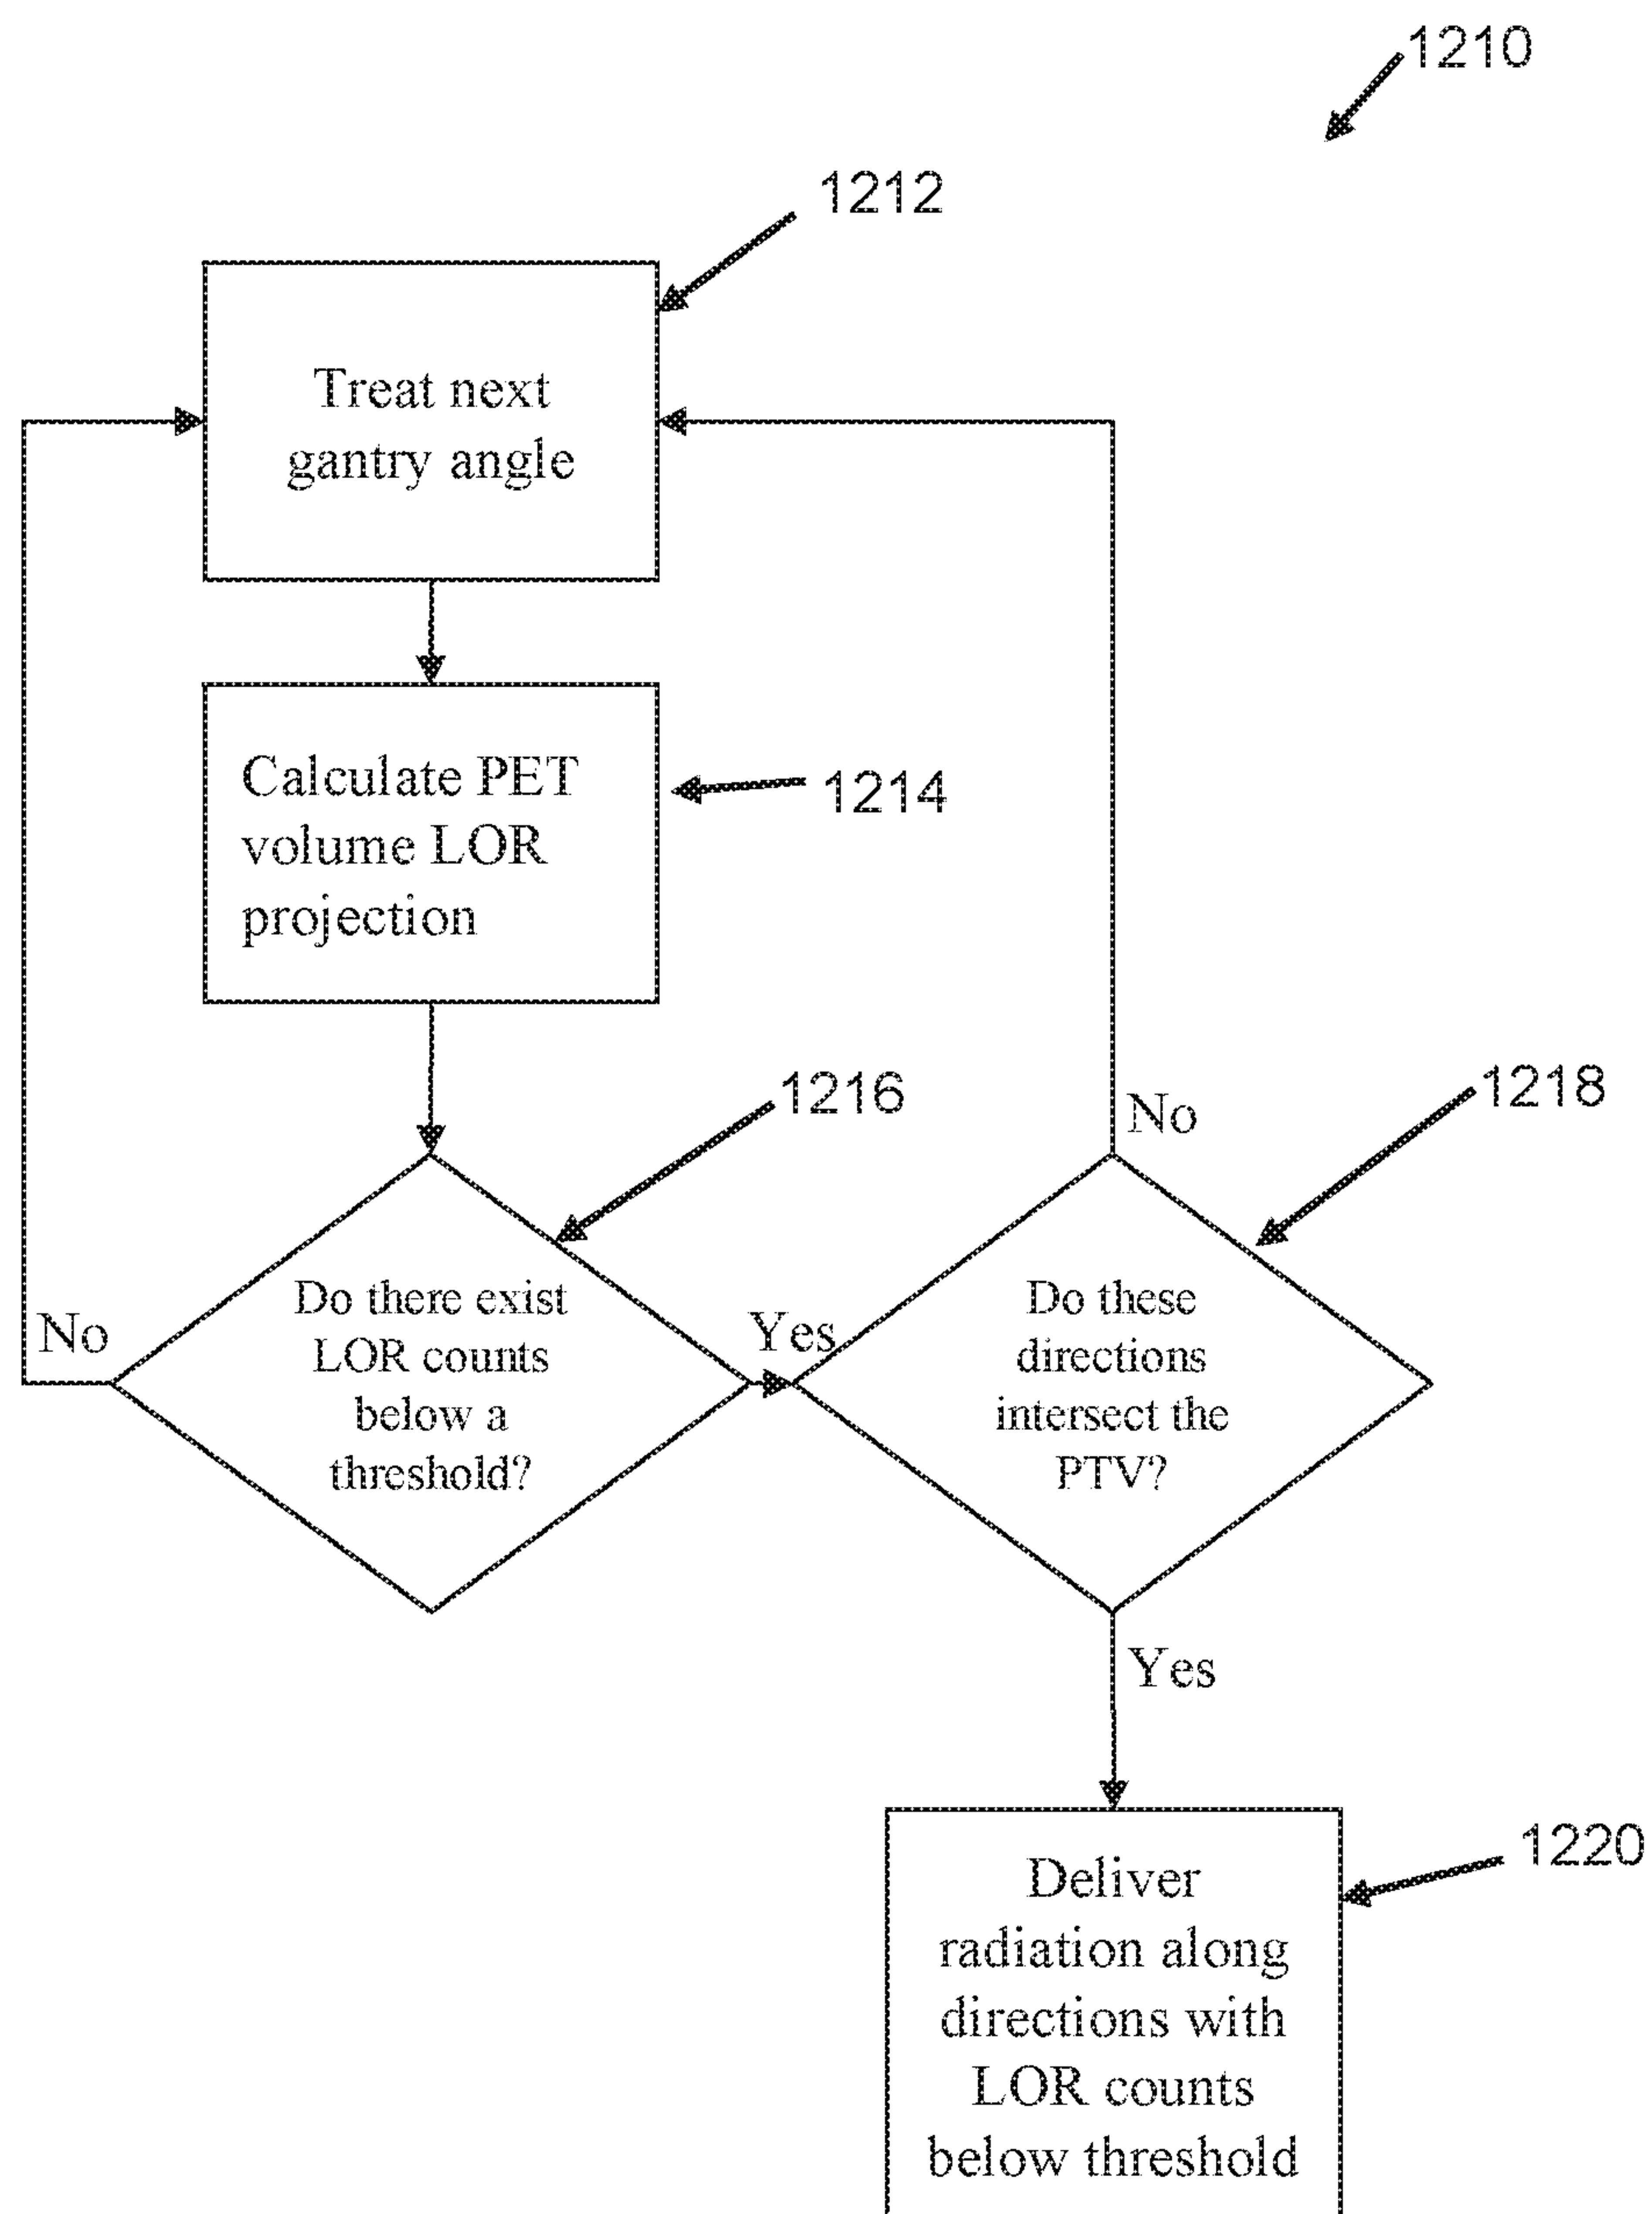 1210
1212
Treat next
gantry angle
Calculate PET
volume LOR
projection
1214
1216
1218
No
Do there exist
LOR counts
below a
threshold?
No
Yes
Do these
directions
intersect the
PTV?
Yes
1220
Deliver
radiation along
directions with
LOR counts
below threshold